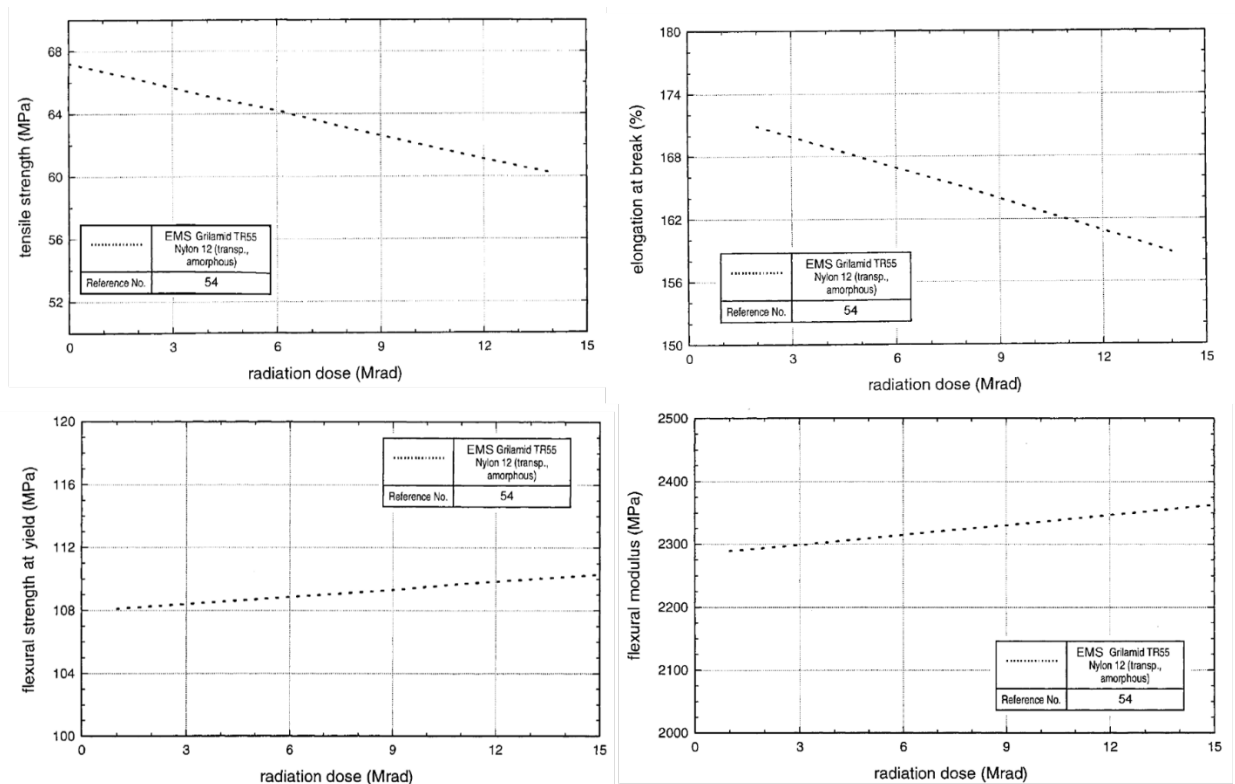 tensile strength (MPa)
68
64
60
56
52
EMS Grilamid TR55
Nylon 12 (transp.,
amorphous)
Reference No. 54
0 3 6 9 12 15
radiation dose (Mrad)
elongation at break (%)
180
174
168
162
156
150
EMS Grilamid TR55
Nylon 12 (transp.,
amorphous)
Reference No. 54
0 3 6 9 12 15
radiation dose (Mrad)
flexural strength at yield (MPa)
120
116
112
108
104
100
EMS Grilamid TR55
Nylon 12 (transp.,
amorphous)
Reference No. 54
0 3 6 9 12 15
radiation dose (Mrad)
flexural modulus (MPa)
2500
2400
2300
2200
2100
2000
EMS Grilamid TR55
Nylon 12 (transp.,
amorphous)
Reference No. 54
0 3 6 9 12 15
radiation dose (Mrad)